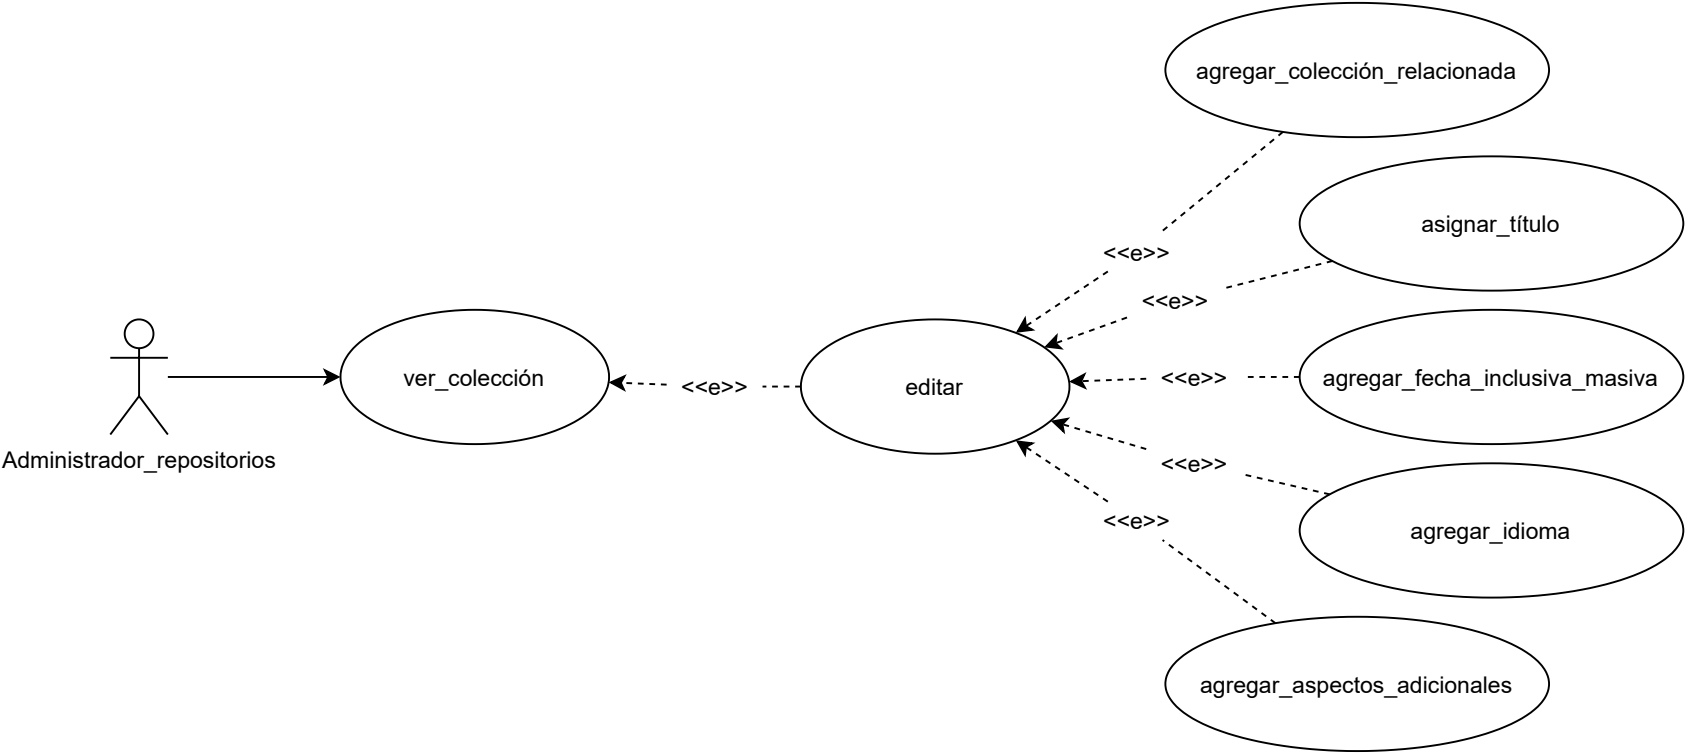 agregar_colección_relacionada
<<e>>
asignar_título
<<e>>
Administrador_repositorios
ver_colección
<<e>>
editar
<<e>>
agregar_fecha_inclusiva_masiva
<<e>>
agregar_idioma
<<e>>
agregar_aspectos_adicionales